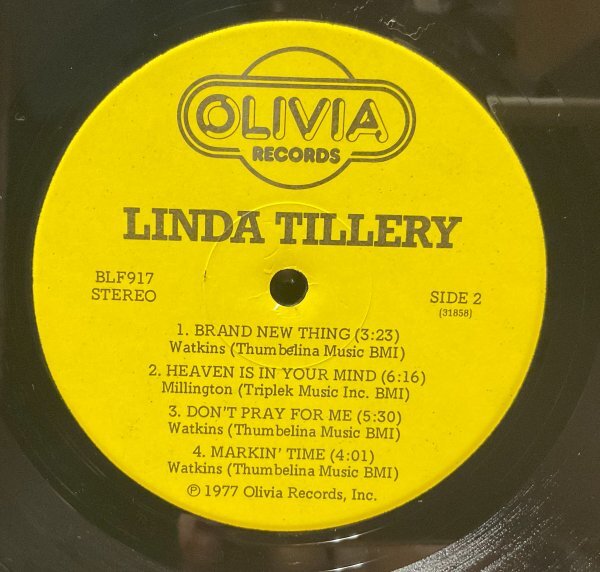 OLIVIA
RECORDS
LINDA TILLERY
BLF917
STEREO
SIDE 2
(31858)
1. BRAND NEW THING (3:23)
Watkins (Thumbelina Music BMI)
2. HEAVEN IS IN YOUR MIND (6:16)
Millington (Triplek Music Inc. BMI)
3. DON'T PRAY FOR ME (5:30)
Watkins (Thumbelina Music BMI)
4. MARKIN' TIME (4:01)
Watkins (Thumbelina Music BMI)
℗ 1977 Olivia Records, Inc.